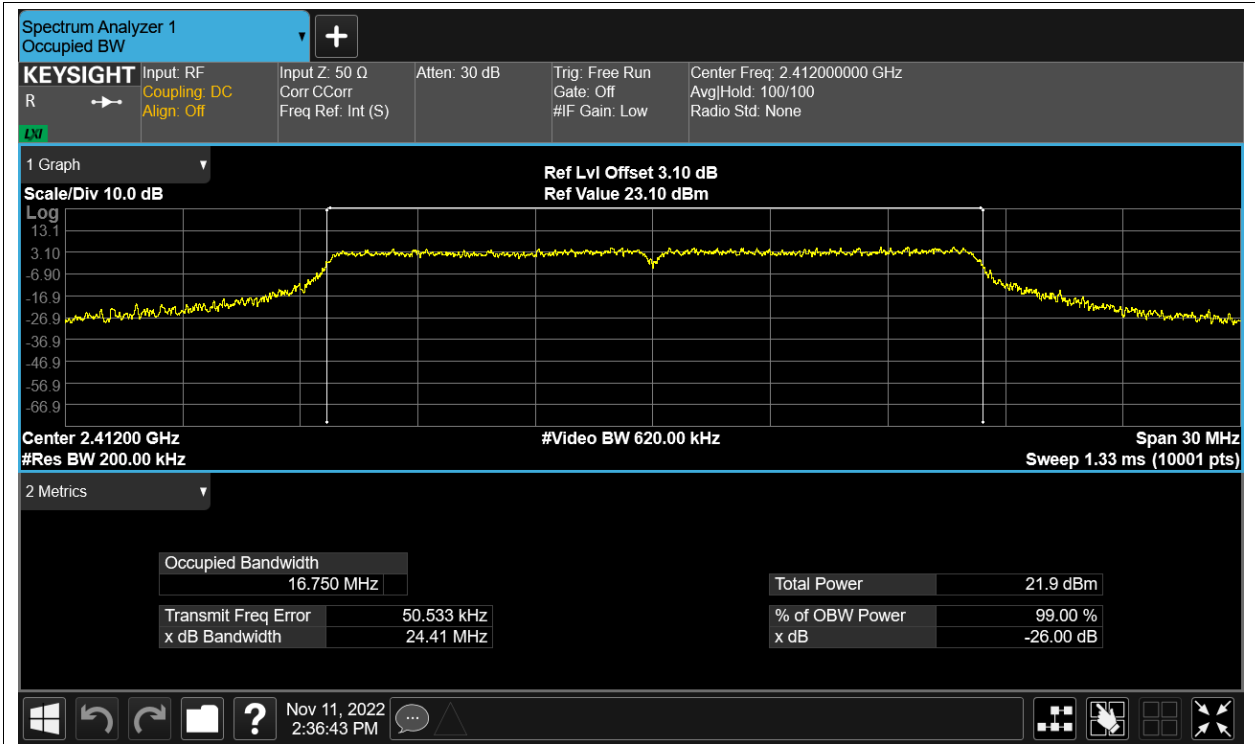 Spectrum Analyzer 1
Occupied BW
+
KEYSIGHT
R
LXI
Input: RF
Coupling: DC
Align: Off
Input Z: 50 Ω
Corr CCorr
Freq Ref: Int (S)
Atten: 30 dB
Trig: Free Run
Gate: Off
#IF Gain: Low
Center Freq: 2.412000000 GHz
Avg|Hold: 100/100
Radio Std: None
1 Graph
Scale/Div 10.0 dB
Ref Lvl Offset 3.10 dB
Ref Value 23.10 dBm
Log
13.1
3.10
-6.90
-16.9
-26.9
-36.9
-46.9
-56.9
-66.9
Center 2.41200 GHz
#Video BW 620.00 kHz
Span 30 MHz
#Res BW 200.00 kHz
Sweep 1.33 ms (10001 pts)
2 Metrics
Occupied Bandwidth
16.750 MHz
Transmit Freq Error 50.533 kHz
x dB Bandwidth 24.41 MHz
Total Power 21.9 dBm
% of OBW Power 99.00 %
x dB -26.00 dB
?
Nov 11, 2022
2:36:43 PM